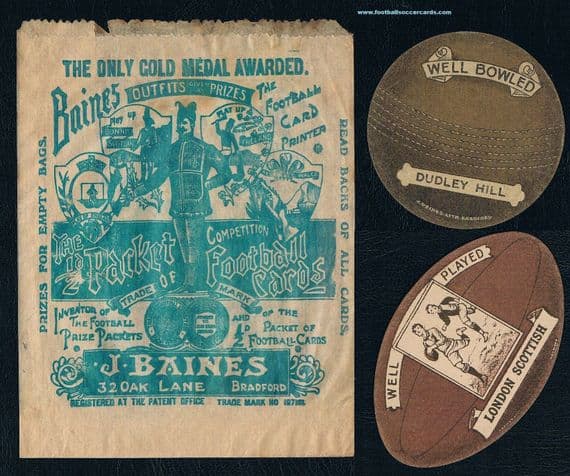 www.footballsoccercards.com
THE ONLY GOLD MEDAL AWARDED.
Baines
OUTFITS GIVEN PRIZES
THE
FOOTBALL
CARD
PRINTER
PRIZES FOR EMPTY BAGS.
READ BACKS OF ALL CARDS.
THE
½ Packet
COMPETITION
Football
OF Cards
TRADE MARK
INVENTOR OF
THE FOOTBALL
PRIZE PACKETS
AND
OF THE
PACKET OF
FOOTBALL CARDS
J. BAINES
32 OAK LANE BRADFORD
REGISTERED AT THE PATENT OFFICE TRADE MARK NO
WELL BOWLED
DUDLEY HILL
WELL PLAYED
LONDON SCOTTISH